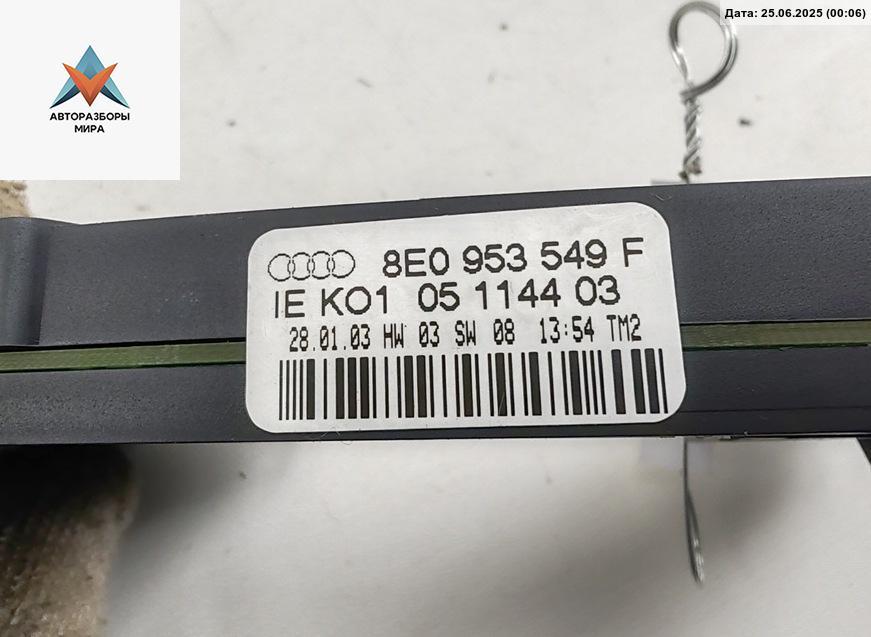 Дата: 25.06.2025 (00:06)
АВТОРАЗБОРЫ
МИРА
8E0 953 549 F
IE KO1 05 1144 03
28.01.03 HW 03 SW 08 13:54 TM2